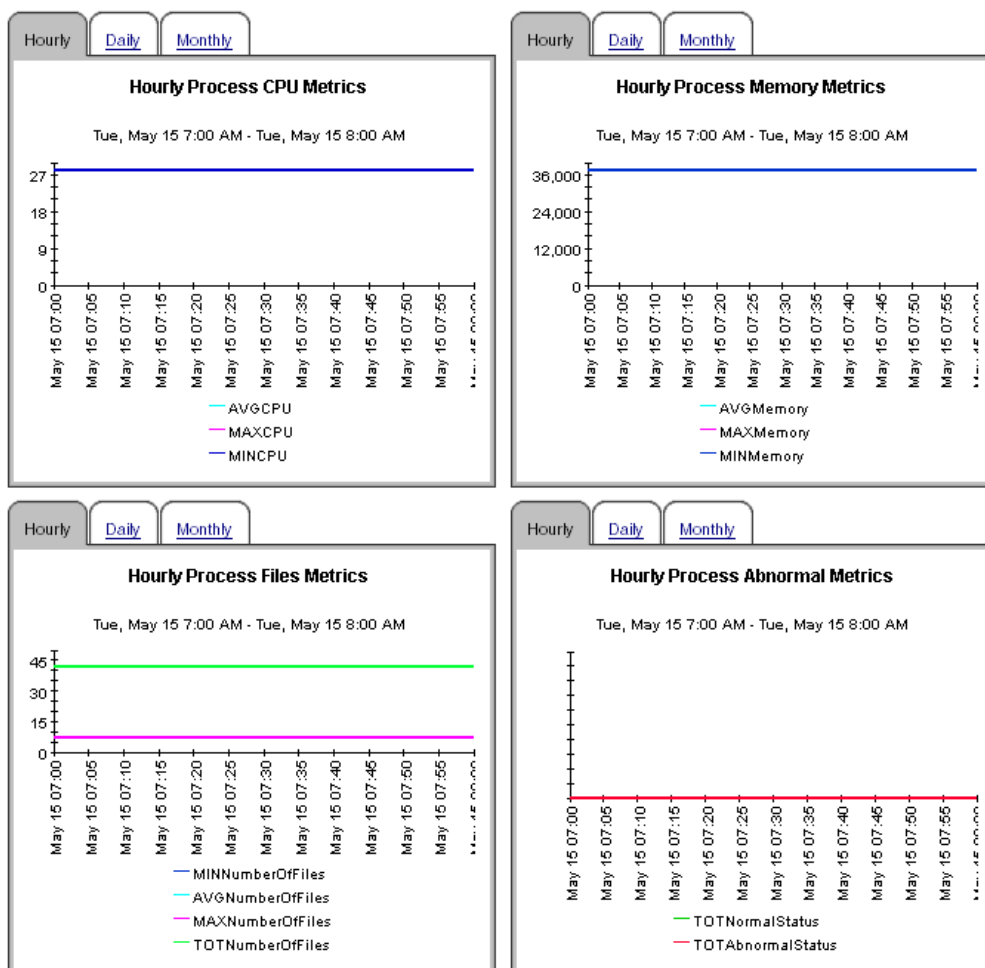 Hourly Daily Monthly
Hourly Process CPU Metrics
Tue, May 15 7:00 AM - Tue, May 15 8:00 AM
27
18
9
0
May 15 07:00
May 15 07:05
May 15 07:10
May 15 07:15
May 15 07:20
May 15 07:25
May 15 07:30
May 15 07:35
May 15 07:40
May 15 07:45
May 15 07:50
May 15 07:55
AVGCPU
MAXCPU
MINCPU
Hourly Daily Monthly
Hourly Process Memory Metrics
Tue, May 15 7:00 AM - Tue, May 15 8:00 AM
36,000
24,000
12,000
0
May 15 07:00
May 15 07:05
May 15 07:10
May 15 07:15
May 15 07:20
May 15 07:25
May 15 07:30
May 15 07:35
May 15 07:40
May 15 07:45
May 15 07:50
May 15 07:55
AVGMemory
MAXMemory
MINMemory
Hourly Daily Monthly
Hourly Process Files Metrics
Tue, May 15 7:00 AM - Tue, May 15 8:00 AM
45
30
15
0
May 15 07:00
May 15 07:05
May 15 07:10
May 15 07:15
May 15 07:20
May 15 07:25
May 15 07:30
May 15 07:35
May 15 07:40
May 15 07:45
May 15 07:50
May 15 07:55
MINNumberOfFiles
AVGNumberOfFiles
MAXNumberOfFiles
TOTNumberOfFiles
Hourly Daily Monthly
Hourly Process Abnormal Metrics
Tue, May 15 7:00 AM - Tue, May 15 8:00 AM
May 15 07:00
May 15 07:05
May 15 07:10
May 15 07:15
May 15 07:20
May 15 07:25
May 15 07:30
May 15 07:35
May 15 07:40
May 15 07:45
May 15 07:50
May 15 07:55
TOTNormalStatus
TOTAbnormalStatus